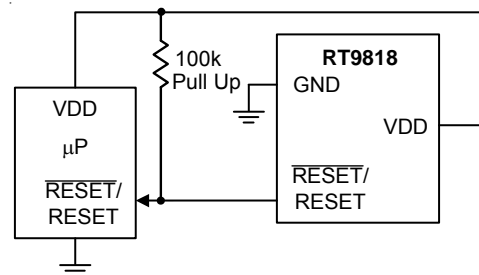 100k
Pull Up
RT9818
GND
VDD
RESET/
RESET
VDD
μP
RESET/
RESET